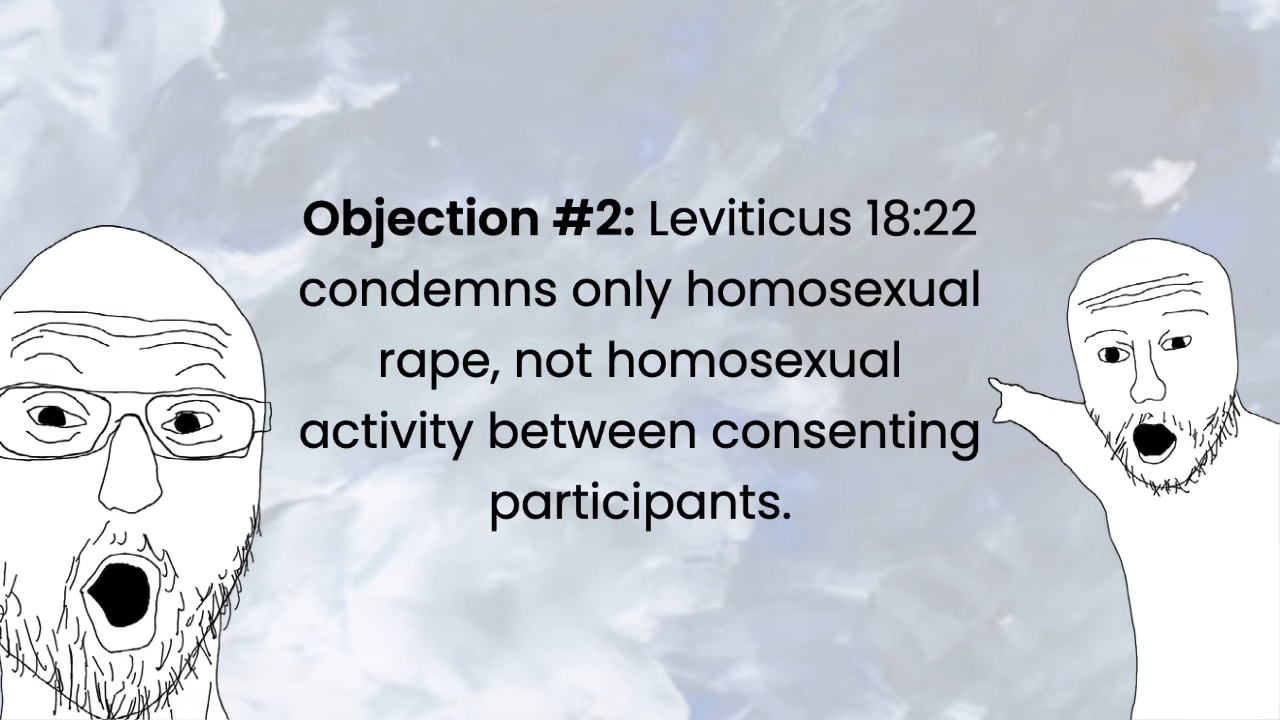 Objection #2: Leviticus 18:22
condemns only homosexual
rape, not homosexual
activity between consenting
participants.